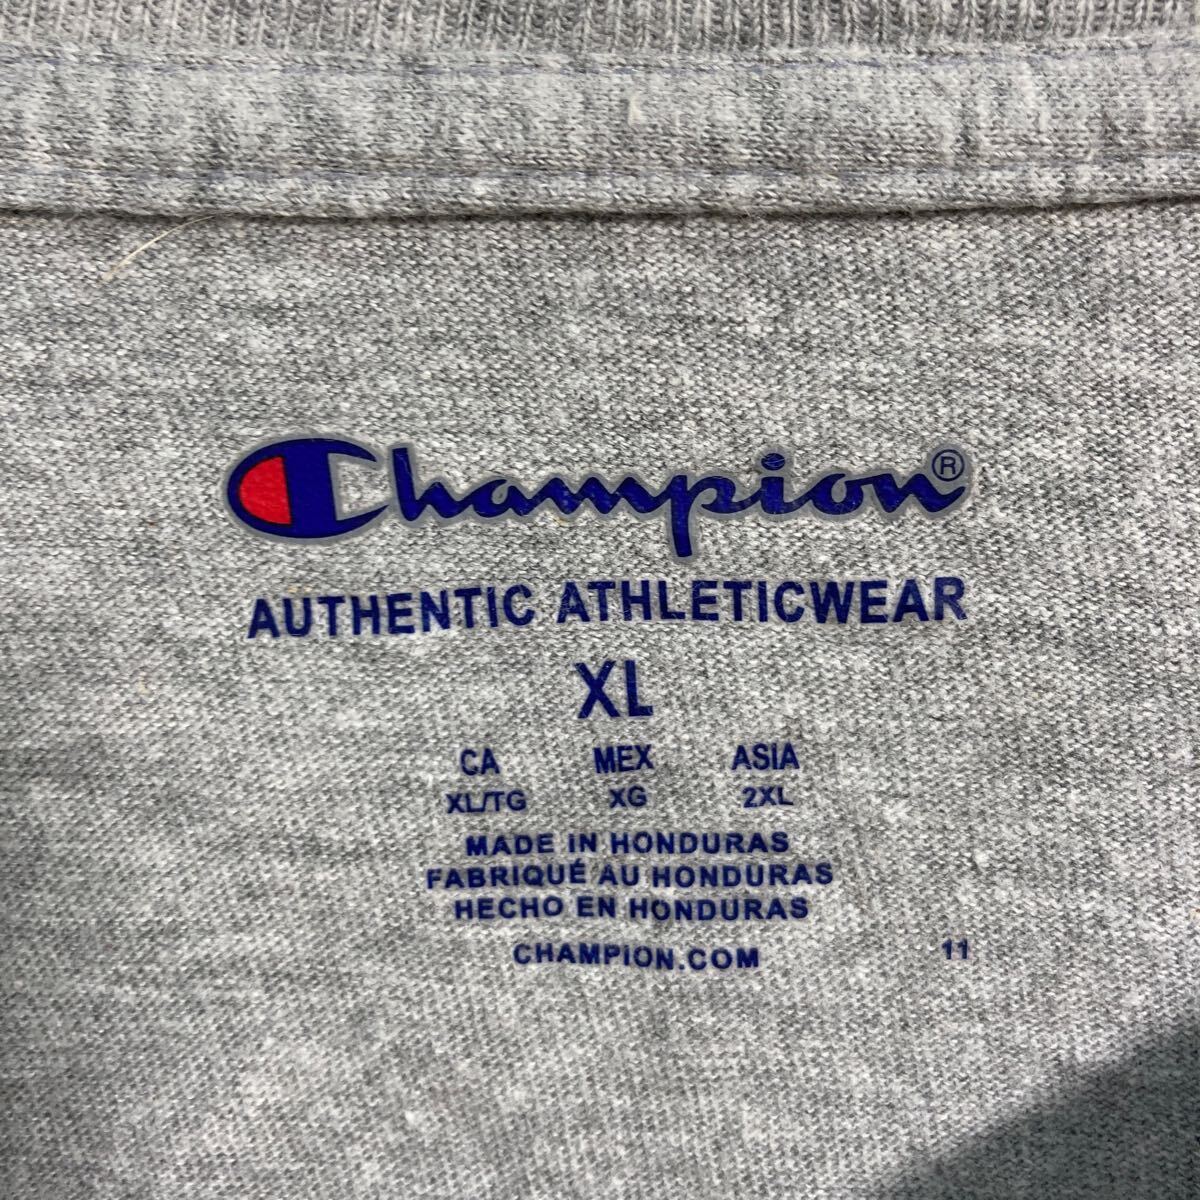 Champion®
AUTHENTIC ATHLETICWEAR
XL
CA MEX ASIA
XL/TG XG 2XL
MADE IN HONDURAS
FABRIQUÉ AU HONDURAS
HECHO EN HONDURAS
CHAMPION.COM 11